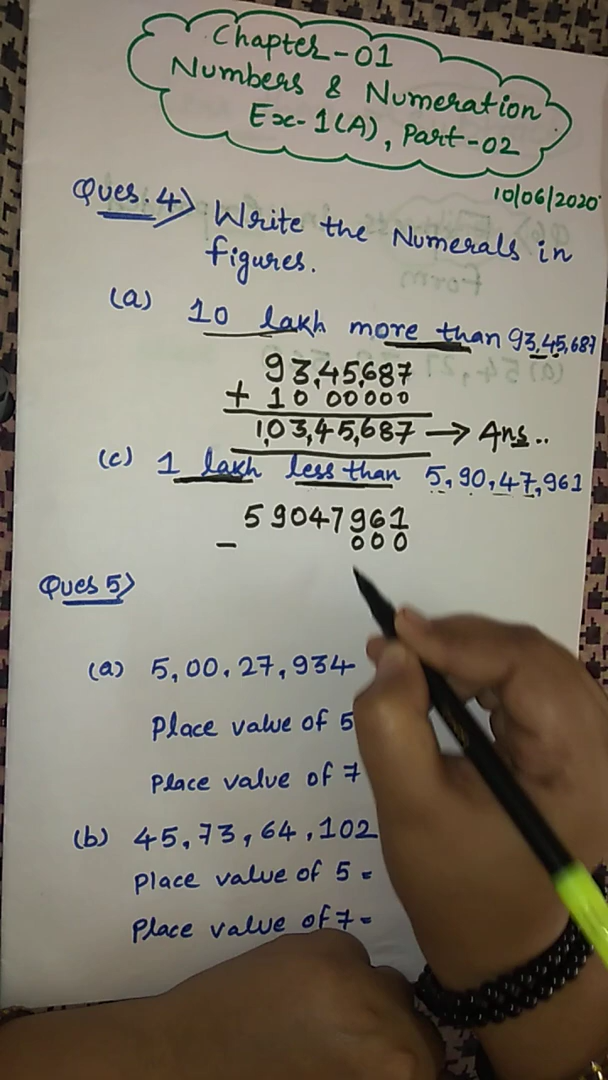 Chapter-01
Numbers & Numeration
Ex-1(A), Part-02
10/06/2020
Ques.4> Write the Numerals in
figures.
(a) 10 lakh more than 93,45,687
93,45,687
+ 10 00000
1,03,45,687 → Ans..
(c) 1 lakh less than 5,90,47,961
59047961
- 000
Ques 5>
(a) 5,00,27,934
Place value of 5
Place value of 7
(b) 45,73,64,102
Place value of 5 =
Place value of 7=